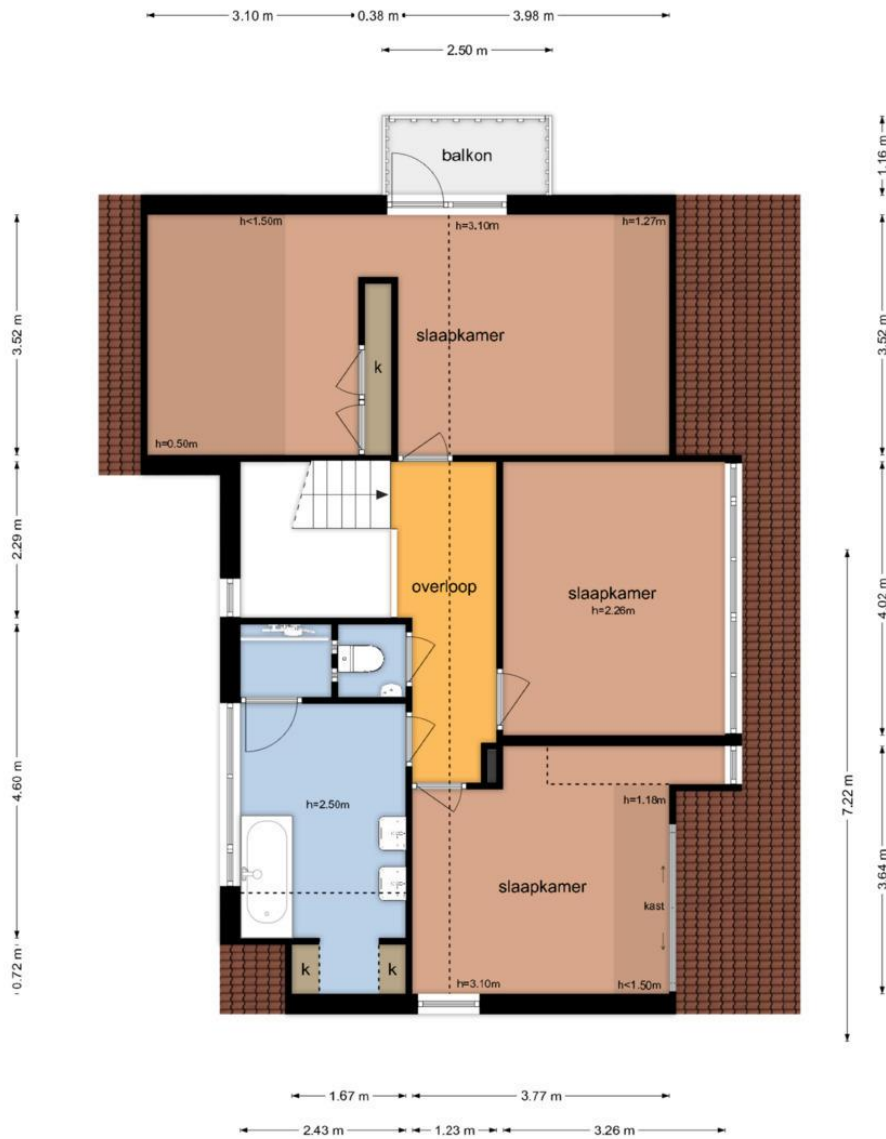 3.10 m 0.38 m 3.98 m
2.50 m
1.16 m
balkon
h<1.50m h=3.10m h=1.27m
3.52 m
3.52 m
slaapkamer
k
h=0.50m
2.29 m
4.02 m
overloop
slaapkamer
h=2.26m
4.60 m
7.22 m
h=2.50m
h=1.18m
slaapkamer
3.64 m
kast
0.72 m
k k
h=3.10m h<1.50m
1.67 m 3.77 m
2.43 m 1.23 m 3.26 m